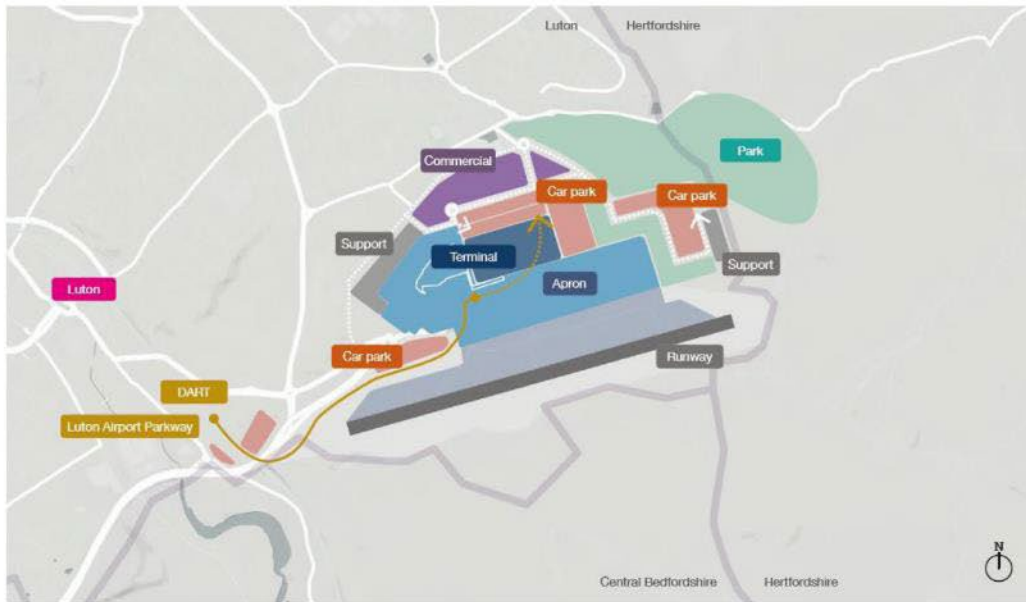 Luton
Hertfordshire
Commercial
Park
Car park
Car park
Support
Terminal
Support
Luton
Apron
Car park
Runway
DART
Luton Airport Parkway
N
Central Bedfordshire
Hertfordshire